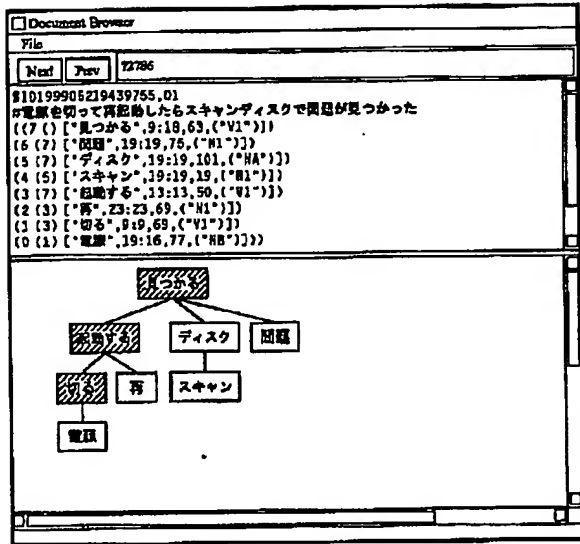 Document Browser
File
Next Prev 72786
$10199905219439755,01
#電源を切って再起動したらスキャンディスクで問題が見つかった
((7 () ["見つかる",9:18,63,("V1")])
(6 (7) ["問題",19:19,75,("N1")])
(5 (7) ["ディスク",19:19,101,("NA")])
(4 (5) ["スキャン",19:19,19,("N1")])
(3 (7) ["起動する",13:13,50,("V1")])
(2 (3) ["再",23:23,69,("N1")])
(1 (3) ["切る",9:9,69,("V1")])
(0 (1) ["電源",19:16,77,("NB")]))
見つかる
起動する ディスク 問題
切る 再 スキャン
電源